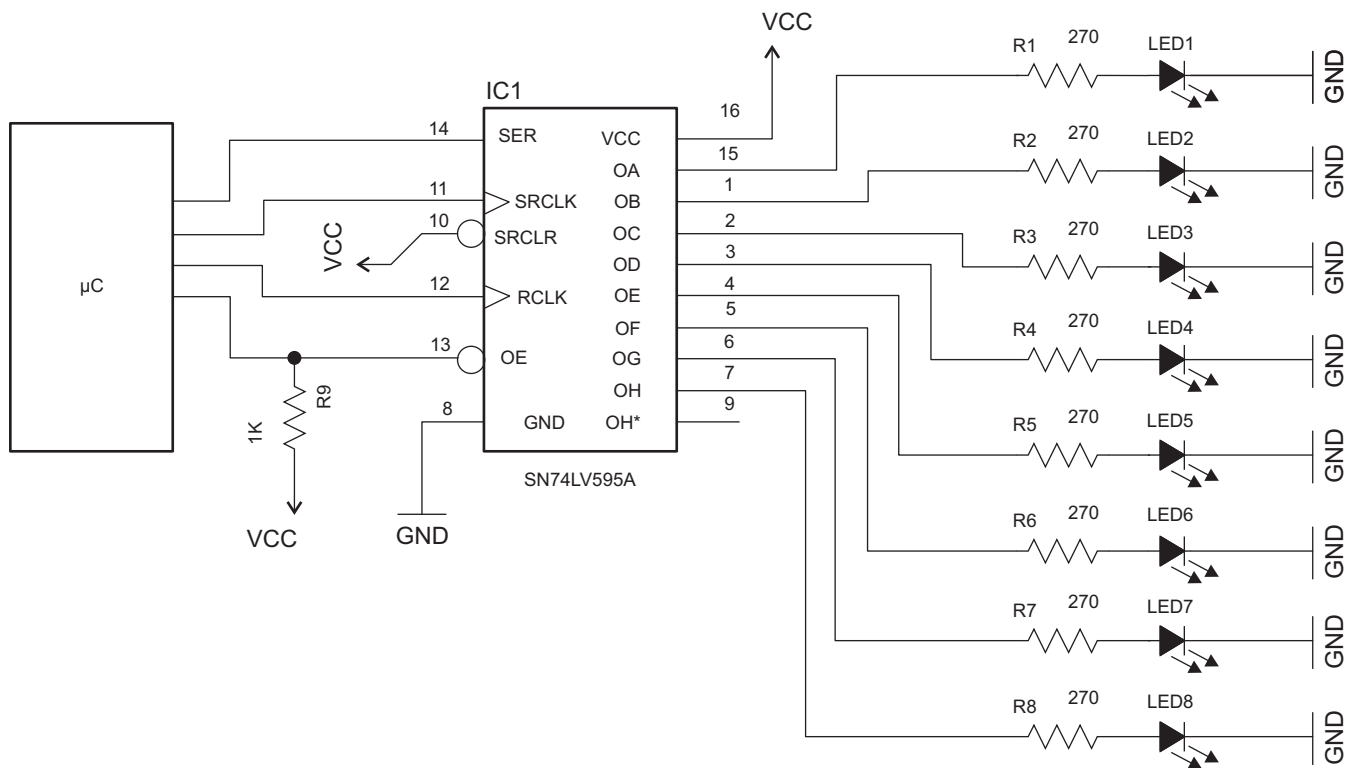 VCC
R1
270
LED1
GND
IC1
14
SER
VCC
16
15
OA
R2
270
LED2
GND
1
OB
11
SRCLK
10
SRCLR
VCC
2
OC
R3
270
LED3
GND
3
OD
µC
12
RCLK
4
OE
5
OF
R4
270
LED4
GND
13
OE
6
OG
7
OH
R9
1K
8
GND
OH*
9
R5
270
LED5
GND
SN74LV595A
VCC
GND
R6
270
LED6
GND
R7
270
LED7
GND
R8
270
LED8
GND